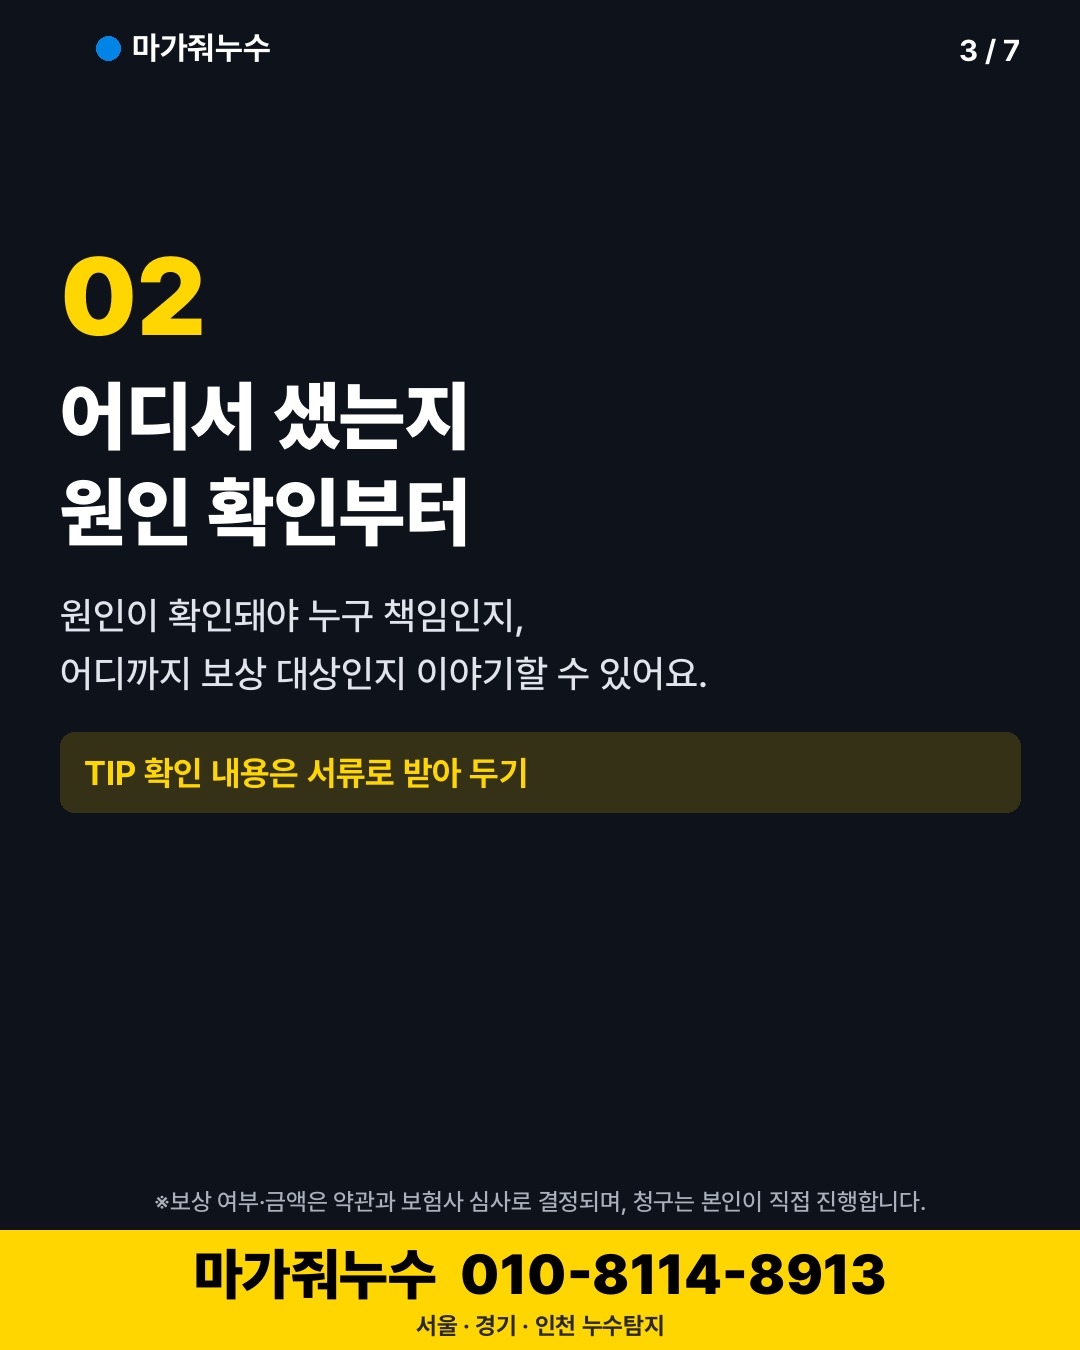 마가줘누수
3 / 7
02
어디서 샜는지
원인 확인부터
원인이 확인돼야 누구 책임인지,
어디까지 보상 대상인지 이야기할 수 있어요.
TIP 확인 내용은 서류로 받아 두기
※보상 여부·금액은 약관과 보험사 심사로 결정되며, 청구는 본인이 직접 진행합니다.
마가줘누수 010-8114-8913
서울 · 경기 · 인천 누수탐지